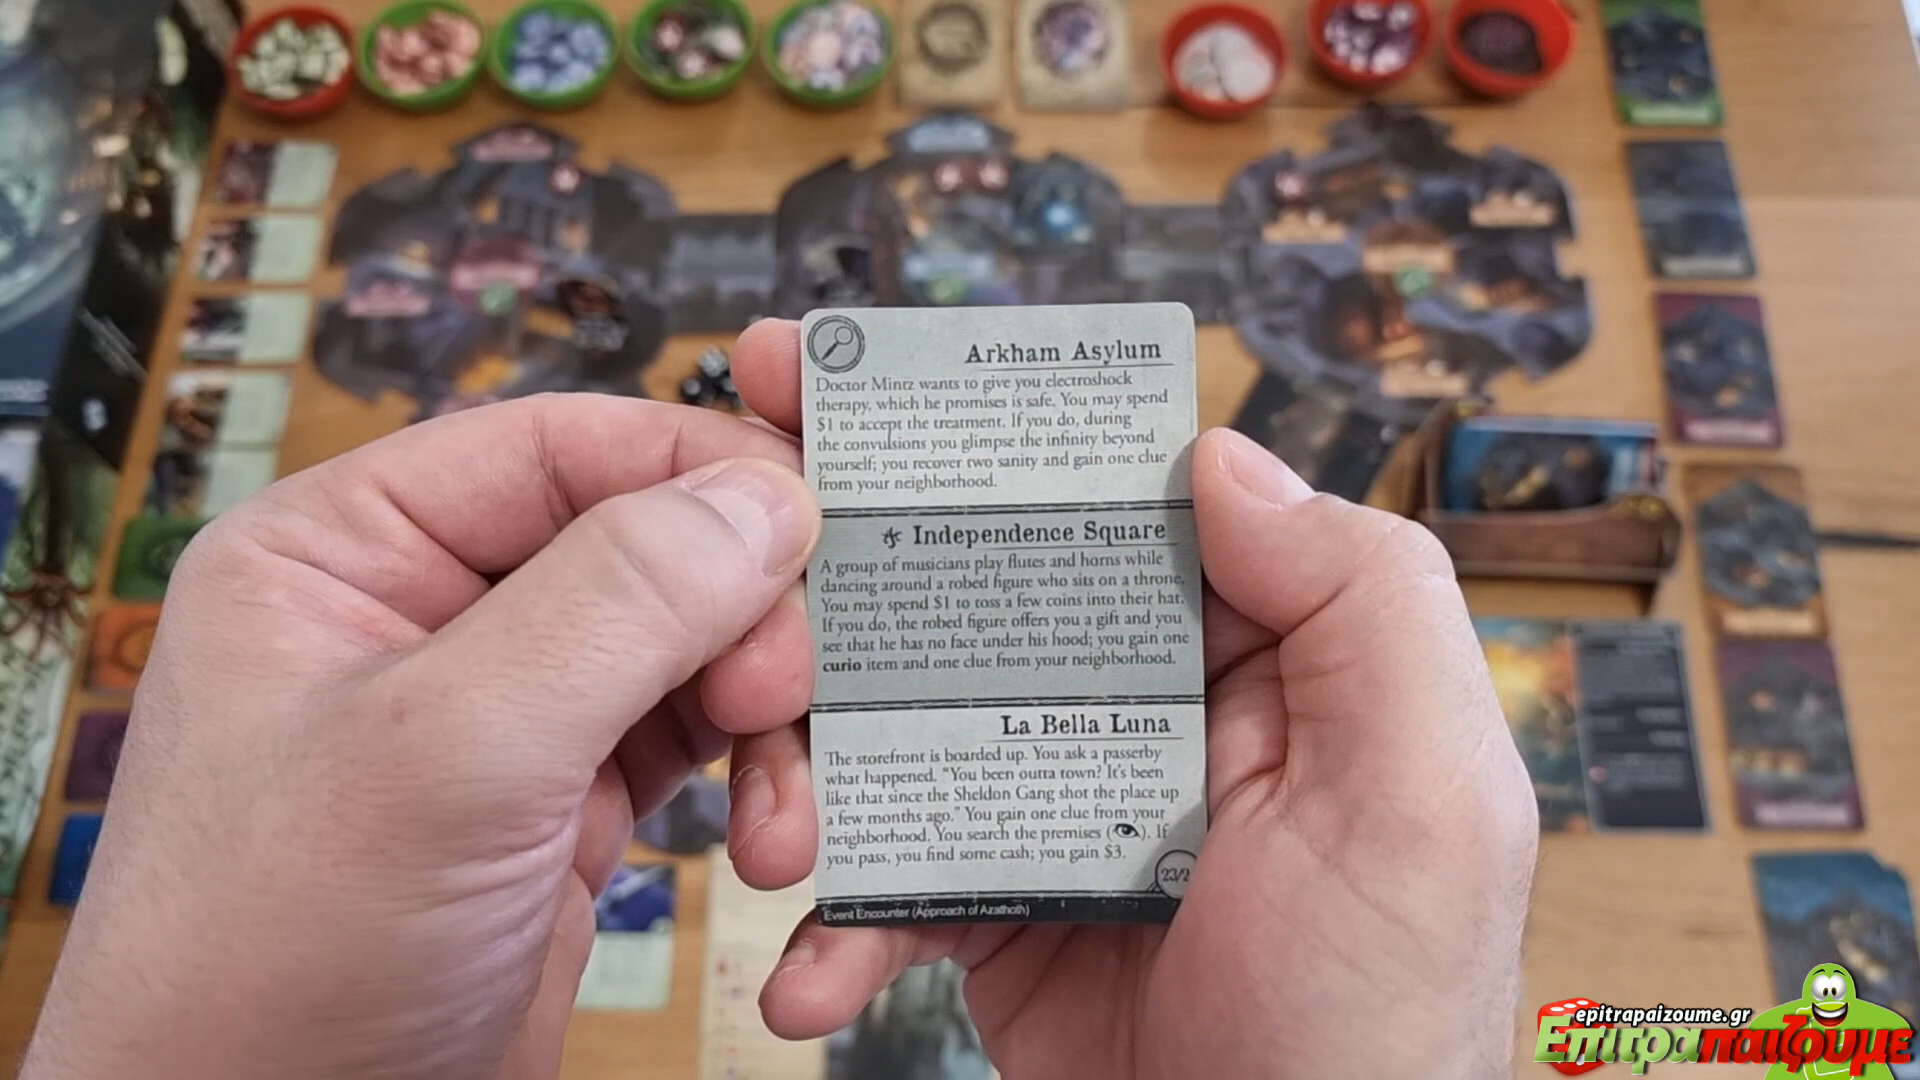 Arkham Asylum
Doctor Mintz wants to give you electroshock
therapy, which he promises is safe. You may spend
$1 to accept the treatment. If you do, during
the convulsions you glimpse the infinity beyond
yourself; you recover two sanity and gain one clue
from your neighborhood.
Independence Square
A group of musicians play flutes and horns while
dancing around a robed figure who sits on a throne.
You may spend $1 to toss a few coins into their hat.
If you do, the robed figure offers you a gift and you
see that he has no face under his hood; you gain one
curio item and one clue from your neighborhood.
La Bella Luna
The storefront is boarded up. You ask a passerby
what happened. "You been outta town? It's been
like that since the Sheldon Gang shot the place up
a few months ago." You gain one clue from your
neighborhood. You search the premises (). If
you pass, you find some cash; you gain $3.
23/2
Event Encounter (Approach of Azathoth)
epitrapaizoume.gr
Επιτραπαιζουμε